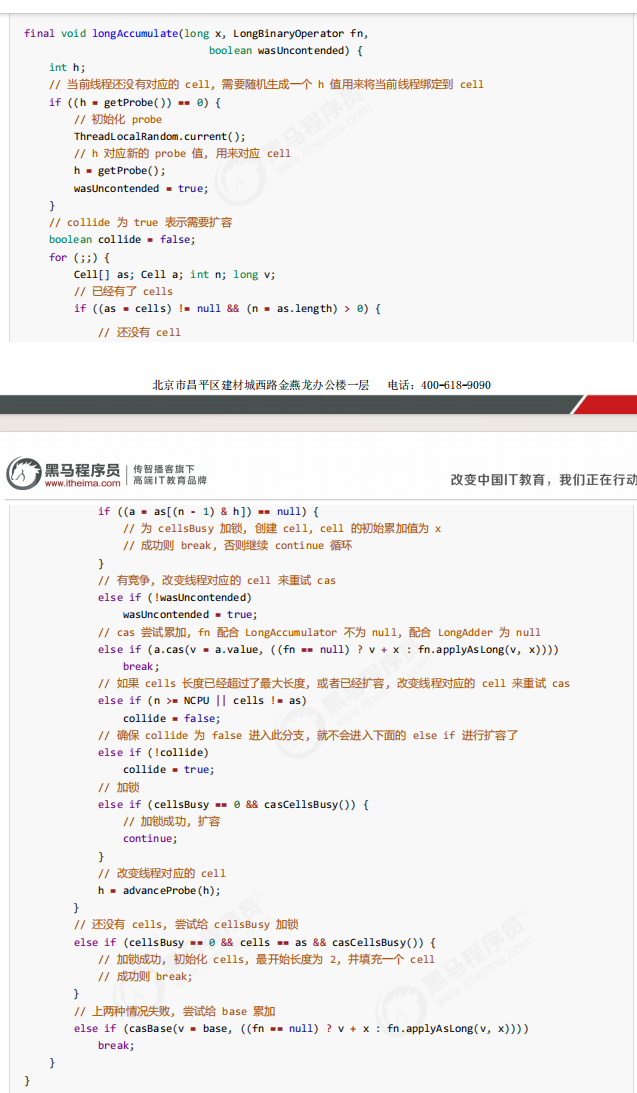 final void longAccumulate(long x, LongBinaryOperator fn,
                          boolean wasUncontended) {
    int h;
    // 当前线程还没有对应的 cell, 需要随机生成一个 h 值用来将当前线程绑定到 cell
    if ((h = getProbe()) == 0) {
        // 初始化 probe
        ThreadLocalRandom.current();
        // h 对应新的 probe 值, 用来对应 cell
        h = getProbe();
        wasUncontended = true;
    }
    // collide 为 true 表示需要扩容
    boolean collide = false;
    for (;;) {
        Cell[] as; Cell a; int n; long v;
        // 已经有了 cells
        if ((as = cells) != null && (n = as.length) > 0) {
            // 还没有 cell
北京市昌平区建材城西路金燕龙办公楼一层 电话：400-618-9090
黑马程序员 传智播客旗下
www.itheima.com 高端IT教育品牌
改变中国IT教育，我们正在行动
            if ((a = as[(n - 1) & h]) == null) {
                // 为 cellsBusy 加锁, 创建 cell, cell 的初始累加值为 x
                // 成功则 break, 否则继续 continue 循环
            }
            // 有竞争, 改变线程对应的 cell 来重试 cas
            else if (!wasUncontended)
                wasUncontended = true;
            // cas 尝试累加, fn 配合 LongAccumulator 不为 null, 配合 LongAdder 为 null
            else if (a.cas(v = a.value, ((fn == null) ? v + x : fn.applyAsLong(v, x))))
                break;
            // 如果 cells 长度已经超过了最大长度, 或者已经扩容, 改变线程对应的 cell 来重试 cas
            else if (n >= NCPU || cells != as)
                collide = false;
            // 确保 collide 为 false 进入此分支, 就不会进入下面的 else if 进行扩容了
            else if (!collide)
                collide = true;
            // 加锁
            else if (cellsBusy == 0 && casCellsBusy()) {
                // 加锁成功, 扩容
                continue;
            }
            // 改变线程对应的 cell
            h = advanceProbe(h);
        }
        // 还没有 cells, 尝试给 cellsBusy 加锁
        else if (cellsBusy == 0 && cells == as && casCellsBusy()) {
            // 加锁成功, 初始化 cells, 最开始长度为 2, 并填充一个 cell
            // 成功则 break;
        }
        // 上两种情况失败, 尝试给 base 累加
        else if (casBase(v = base, ((fn == null) ? v + x : fn.applyAsLong(v, x))))
            break;
    }
}